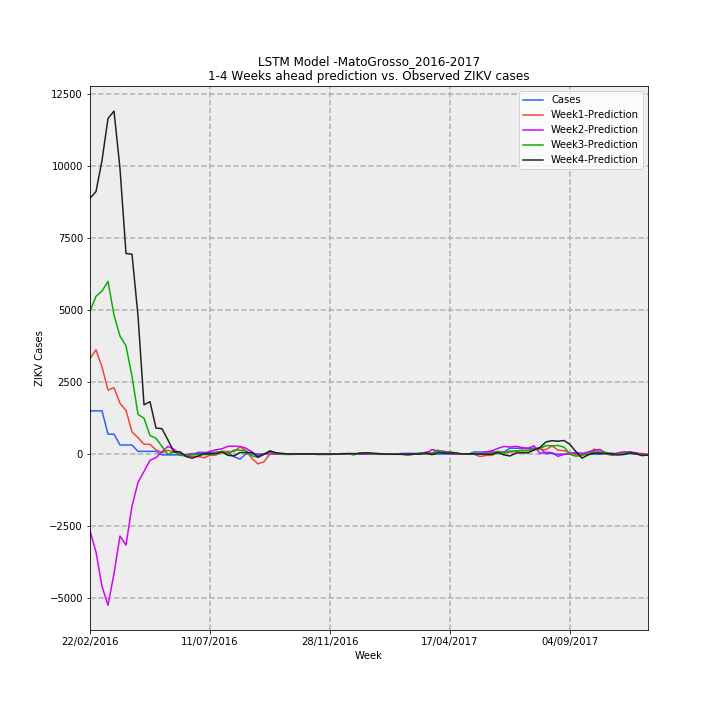 LSTM Model -MatoGrosso_2016-2017
1-4 Weeks ahead prediction vs. Observed ZIKV cases
Cases
Week1-Prediction
Week2-Prediction
Week3-Prediction
Week4-Prediction
12500
10000
7500
5000
2500
0
−2500
−5000
ZIKV Cases
22/02/2016 11/07/2016 28/11/2016 17/04/2017 04/09/2017
Week